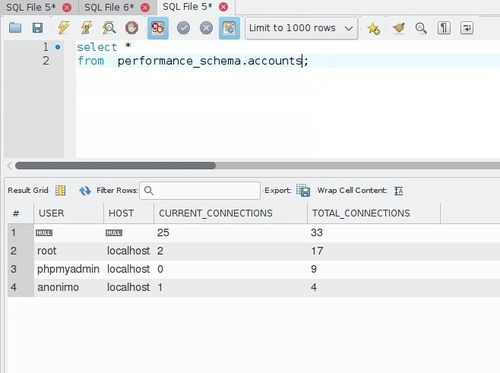 SQL File 5* SQL File 6* SQL File 5*
Limit to 1000 rows
1 select *
2 from performance_schema.accounts;
Result Grid Filter Rows: Export: Wrap Cell Content:
# USER HOST CURRENT_CONNECTIONS TOTAL_CONNECTIONS
1 NULL NULL 25 33
2 root localhost 2 17
3 phpmyadmin localhost 0 9
4 anonimo localhost 1 4